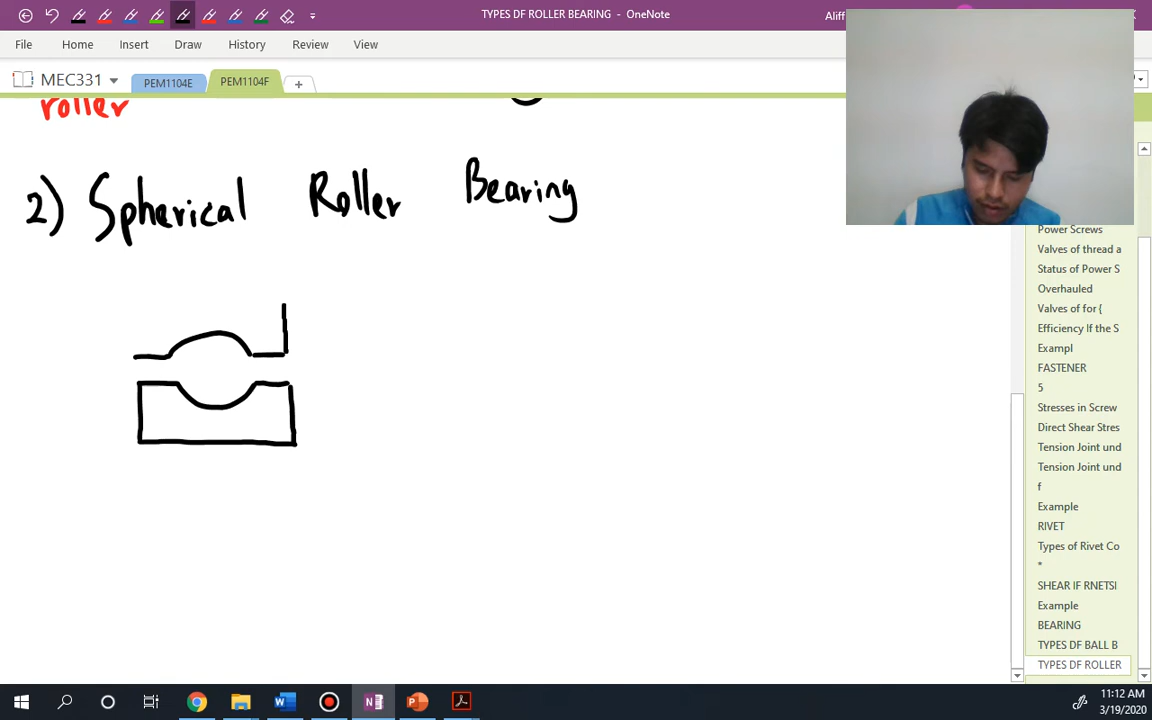 TYPES DF ROLLER BEARING - OneNote
Aliff
File Home Insert Draw History Review View
MEC331
PEM1104E
PEM1104F
roller
2) Spherical Roller Bearing
Power Screws
Valves of thread a
Status of Power S
Overhauled
Valves of for {
Efficiency If the S
Exampl
FASTENER
5
Stresses in Screw
Direct Shear Stres
Tension Joint und
Tension Joint und
f
Example
RIVET
Types of Rivet Co
*
SHEAR IF RNETSI
Example
BEARING
TYPES DF BALL B
TYPES DF ROLLER
11:12 AM
3/19/2020